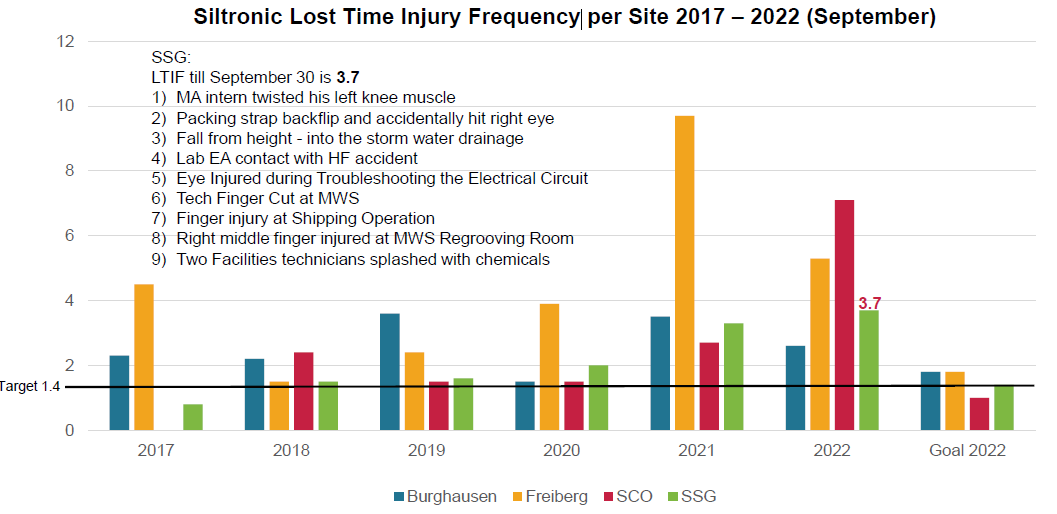 Siltronic Lost Time Injury Frequency per Site 2017 – 2022 (September)
12
SSG:
LTIF till September 30 is 3.7
1) MA intern twisted his left knee muscle
10
2) Packing strap backflip and accidentally hit right eye
3) Fall from height - into the storm water drainage
4) Lab EA contact with HF accident
8
5) Eye Injured during Troubleshooting the Electrical Circuit
6) Tech Finger Cut at MWS
7) Finger injury at Shipping Operation
6
8) Right middle finger injured at MWS Regrooving Room
9) Two Facilities technicians splashed with chemicals
4
3.7
2
Target 1.4
0
2017 2018 2019 2020 2021 2022 Goal 2022
Burghausen Freiberg SCO SSG